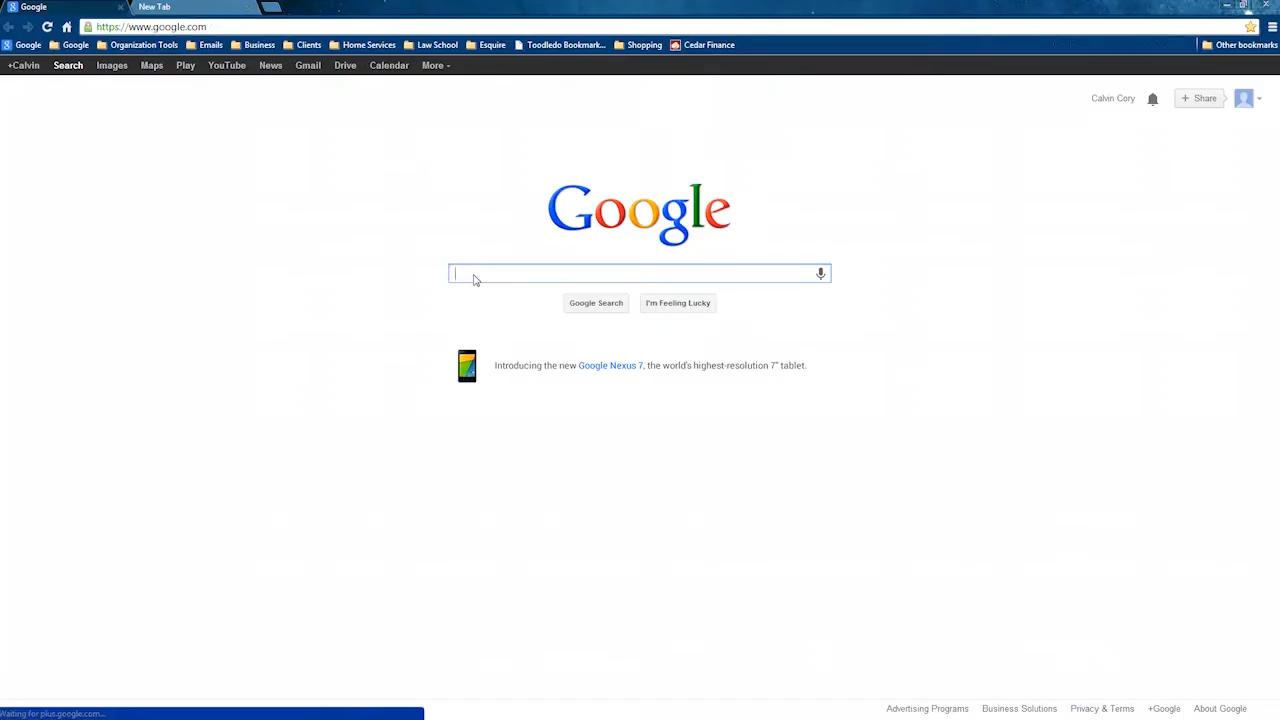 Google New Tab
https://www.google.com
Google Google Organization Tools Emails Business Clients Home Services Law School Esquire Toodledo Bookmark... Shopping Cedar Finance Other bookmarks
+Calvin Search Images Maps Play YouTube News Gmail Drive Calendar More
Calvin Cory + Share
Google
Google Search I'm Feeling Lucky
Introducing the new Google Nexus 7, the world's highest-resolution 7" tablet.
Advertising Programs Business Solutions Privacy & Terms +Google About Google
Waiting for plus.google.com...